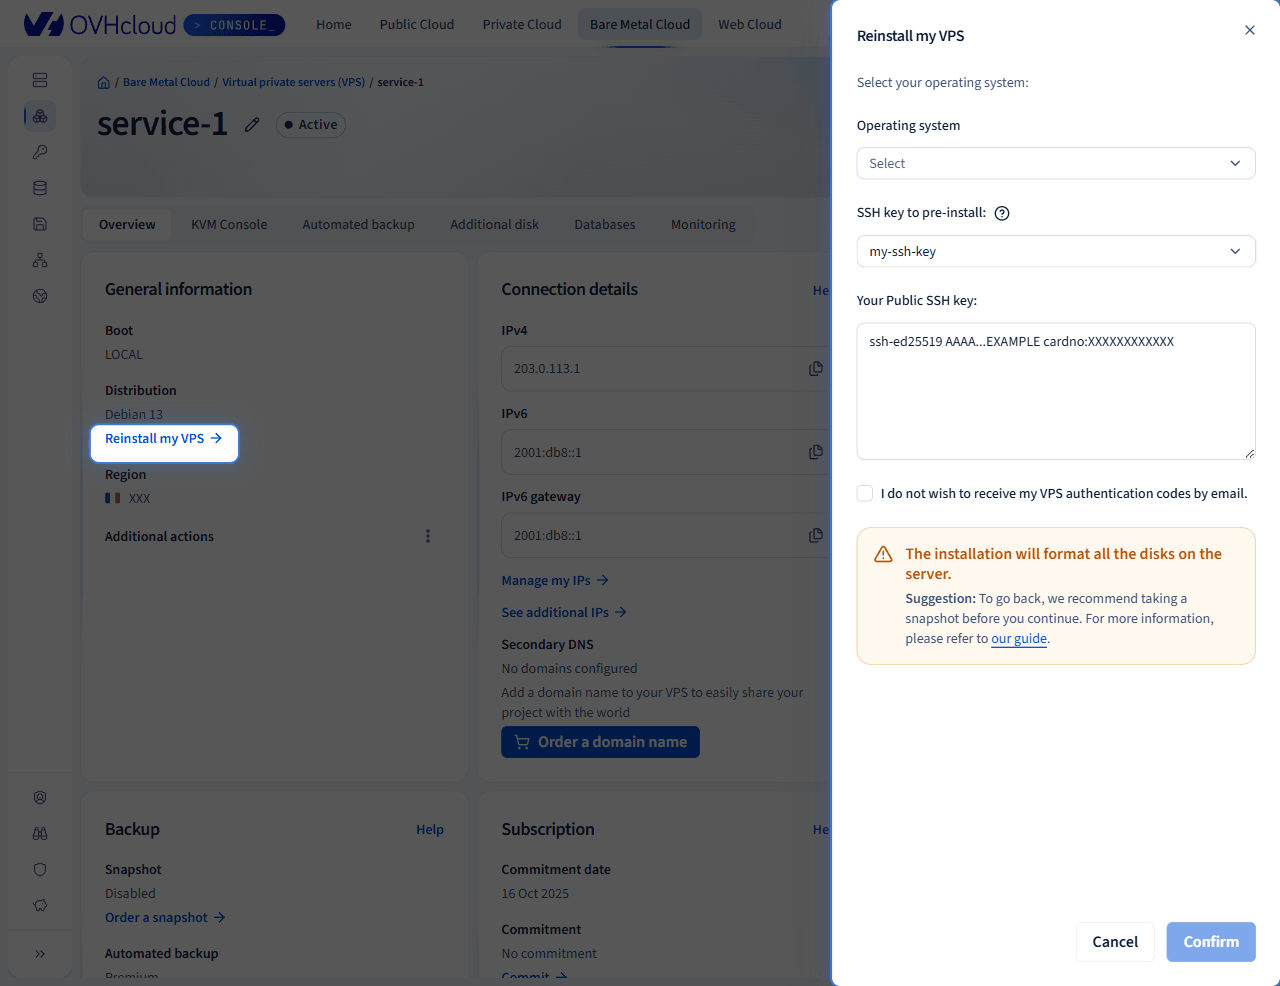 OVHcloud > CONSOLE_ Home Public Cloud Private Cloud Bare Metal Cloud Web Cloud
/ Bare Metal Cloud / Virtual private servers (VPS) / service-1
service-1 Active
Overview KVM Console Automated backup Additional disk Databases Monitoring
General information
Boot
LOCAL
Distribution
Debian 13
Reinstall my VPS
Region
XXX
Additional actions
Connection details
He
IPv4
203.0.113.1
IPv6
2001:db8::1
IPv6 gateway
2001:db8::1
Manage my IPs
See additional IPs
Secondary DNS
No domains configured
Add a domain name to your VPS to easily share your
project with the world
Order a domain name
Backup Help
Snapshot
Disabled
Order a snapshot
Automated backup
Premium
Subscription
He
Commitment date
16 Oct 2025
Commitment
No commitment
Commit
Reinstall my VPS
Select your operating system:
Operating system
Select
SSH key to pre-install:
my-ssh-key
Your Public SSH key:
ssh-ed25519 AAAA...EXAMPLE cardno:XXXXXXXXXXXX
I do not wish to receive my VPS authentication codes by email.
The installation will format all the disks on the
server.
Suggestion: To go back, we recommend taking a
snapshot before you continue. For more information,
please refer to our guide.
Cancel Confirm